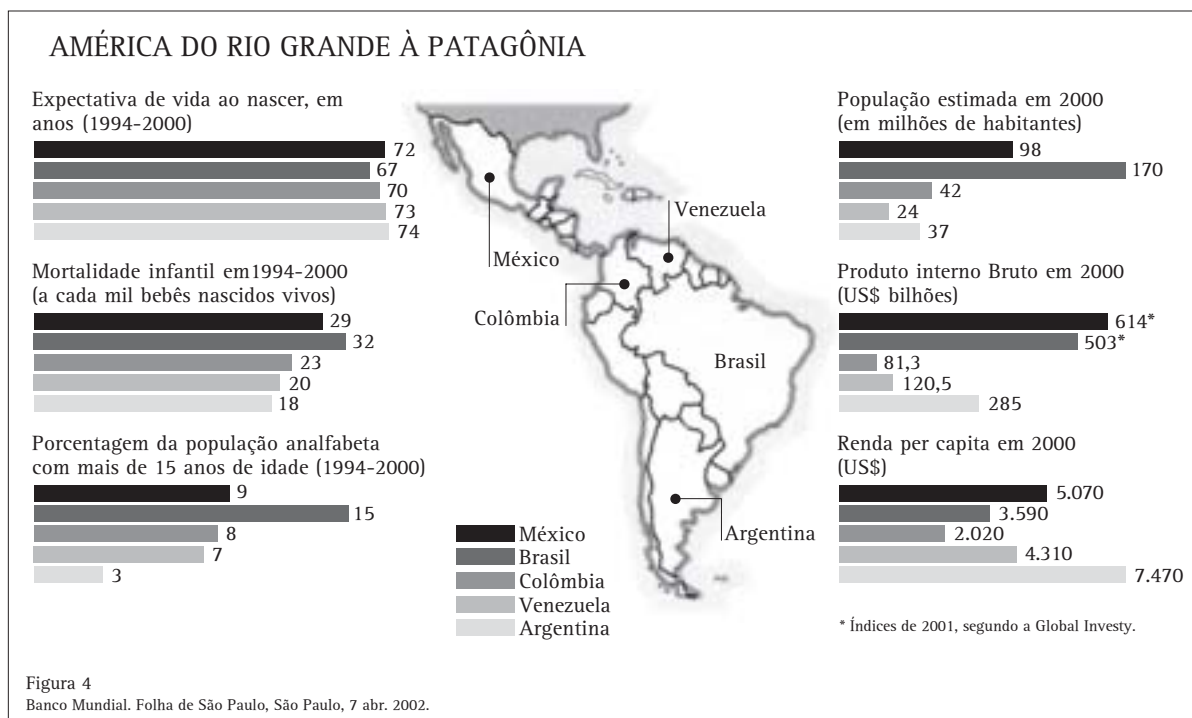 AMÉRICA DO RIO GRANDE À PATAGÔNIA
Expectativa de vida ao nascer, em
anos (1994-2000)
72
67
70
73
74
Mortalidade infantil em1994-2000
(a cada mil bebês nascidos vivos)
29
32
23
20
18
Porcentagem da população analfabeta
com mais de 15 anos de idade (1994-2000)
9
15
8
7
3
México
Venezuela
Colômbia
Brasil
Argentina
México
Brasil
Colômbia
Venezuela
Argentina
População estimada em 2000
(em milhões de habitantes)
98
170
42
24
37
Produto interno Bruto em 2000
(US$ bilhões)
614*
503*
81,3
120,5
285
Renda per capita em 2000
(US$)
5.070
3.590
2.020
4.310
7.470
* Índices de 2001, segundo a Global Investy.
Figura 4
Banco Mundial. Folha de São Paulo, São Paulo, 7 abr. 2002.